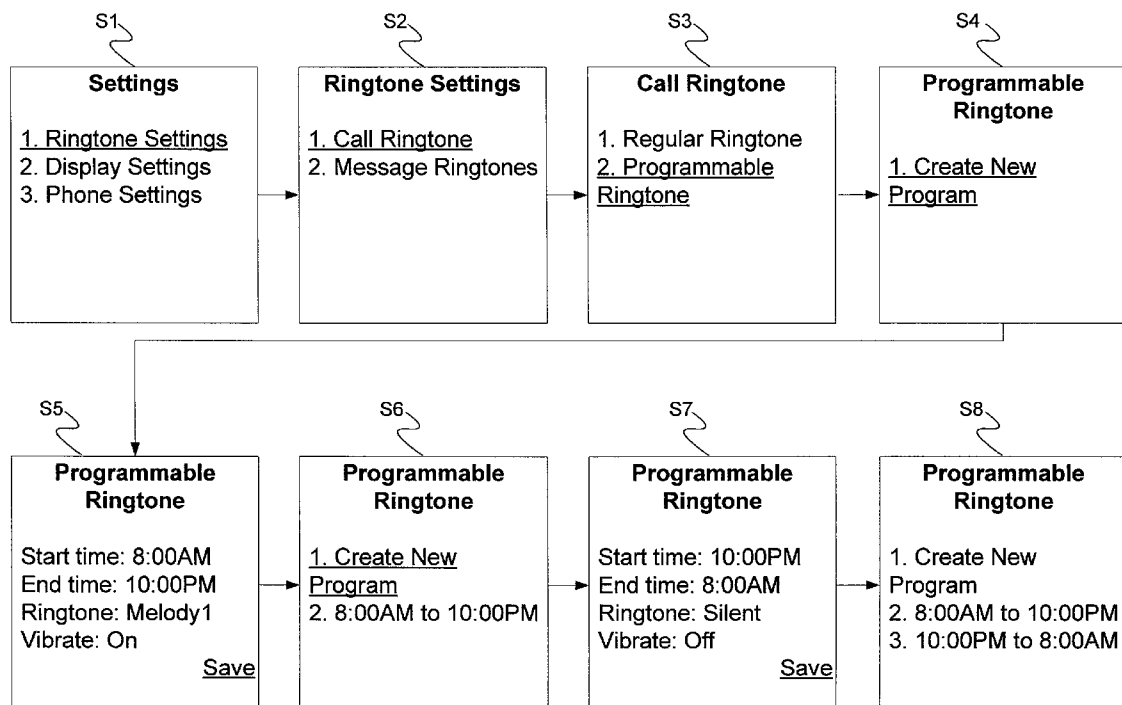 S1
Settings
1. Ringtone Settings
2. Display Settings
3. Phone Settings
S2
Ringtone Settings
1. Call Ringtone
2. Message Ringtones
S3
Call Ringtone
1. Regular Ringtone
2. Programmable
Ringtone
S4
Programmable
Ringtone
1. Create New
Program
S5
Programmable
Ringtone
Start time: 8:00AM
End time: 10:00PM
Ringtone: Melody1
Vibrate: On
Save
S6
Programmable
Ringtone
1. Create New
Program
2. 8:00AM to 10:00PM
S7
Programmable
Ringtone
Start time: 10:00PM
End time: 8:00AM
Ringtone: Silent
Vibrate: Off
Save
S8
Programmable
Ringtone
1. Create New
Program
2. 8:00AM to 10:00PM
3. 10:00PM to 8:00AM